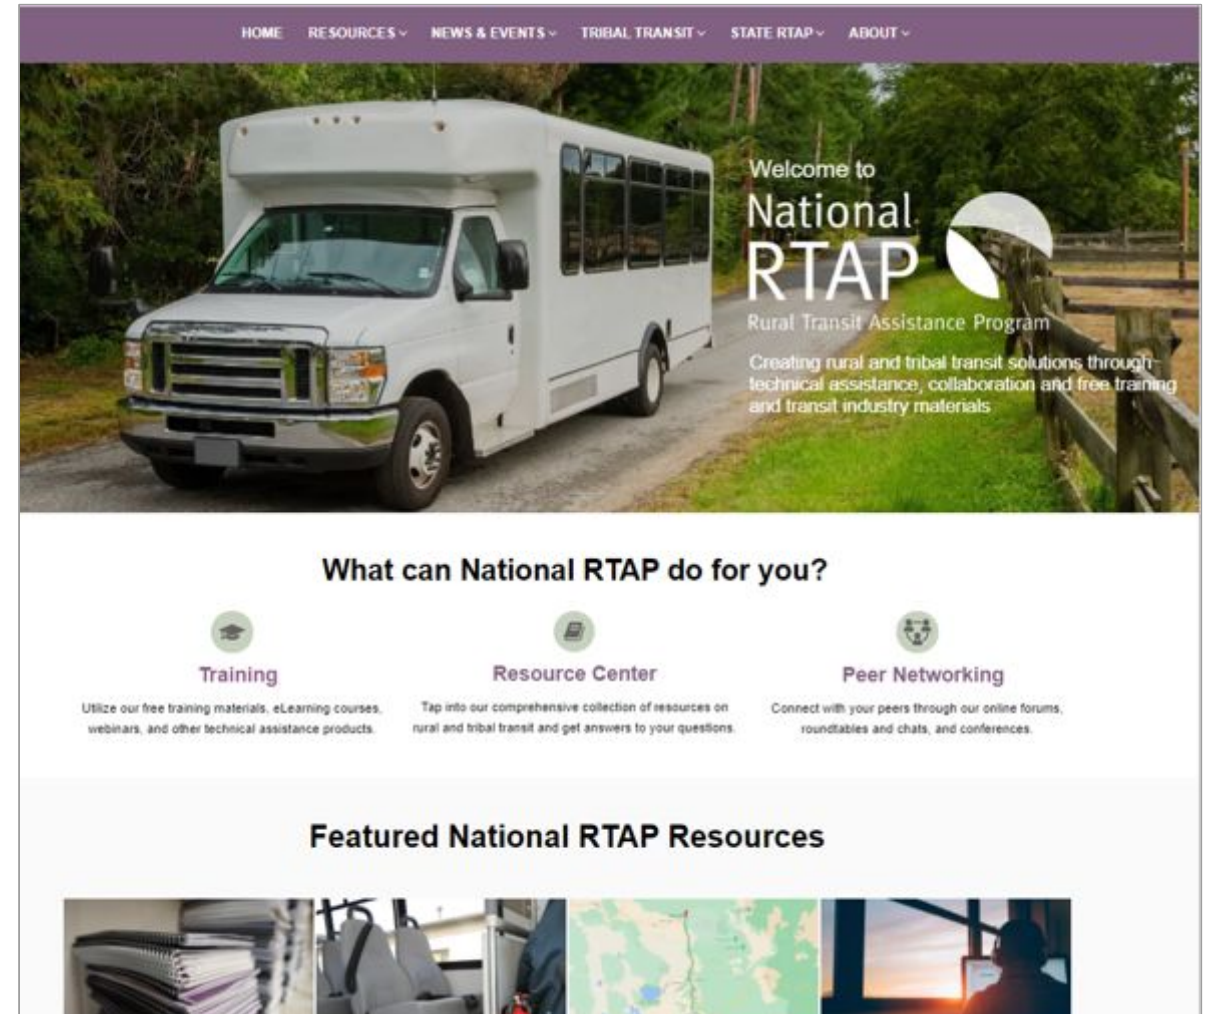 HOME RESOURCES NEWS & EVENTS TRIBAL TRANSIT STATE RTAP ABOUT
Welcome to
National
RTAP
Rural Transit Assistance Program
Creating rural and tribal transit solutions through
technical assistance, collaboration and free training
and transit industry materials
What can National RTAP do for you?
Training
Utilize our free training materials, eLearning courses,
webinars, and other technical assistance products.
Resource Center
Tap into our comprehensive collection of resources on
rural and tribal transit and get answers to your questions.
Peer Networking
Connect with your peers through our online forums,
roundtables and chats, and conferences.
Featured National RTAP Resources